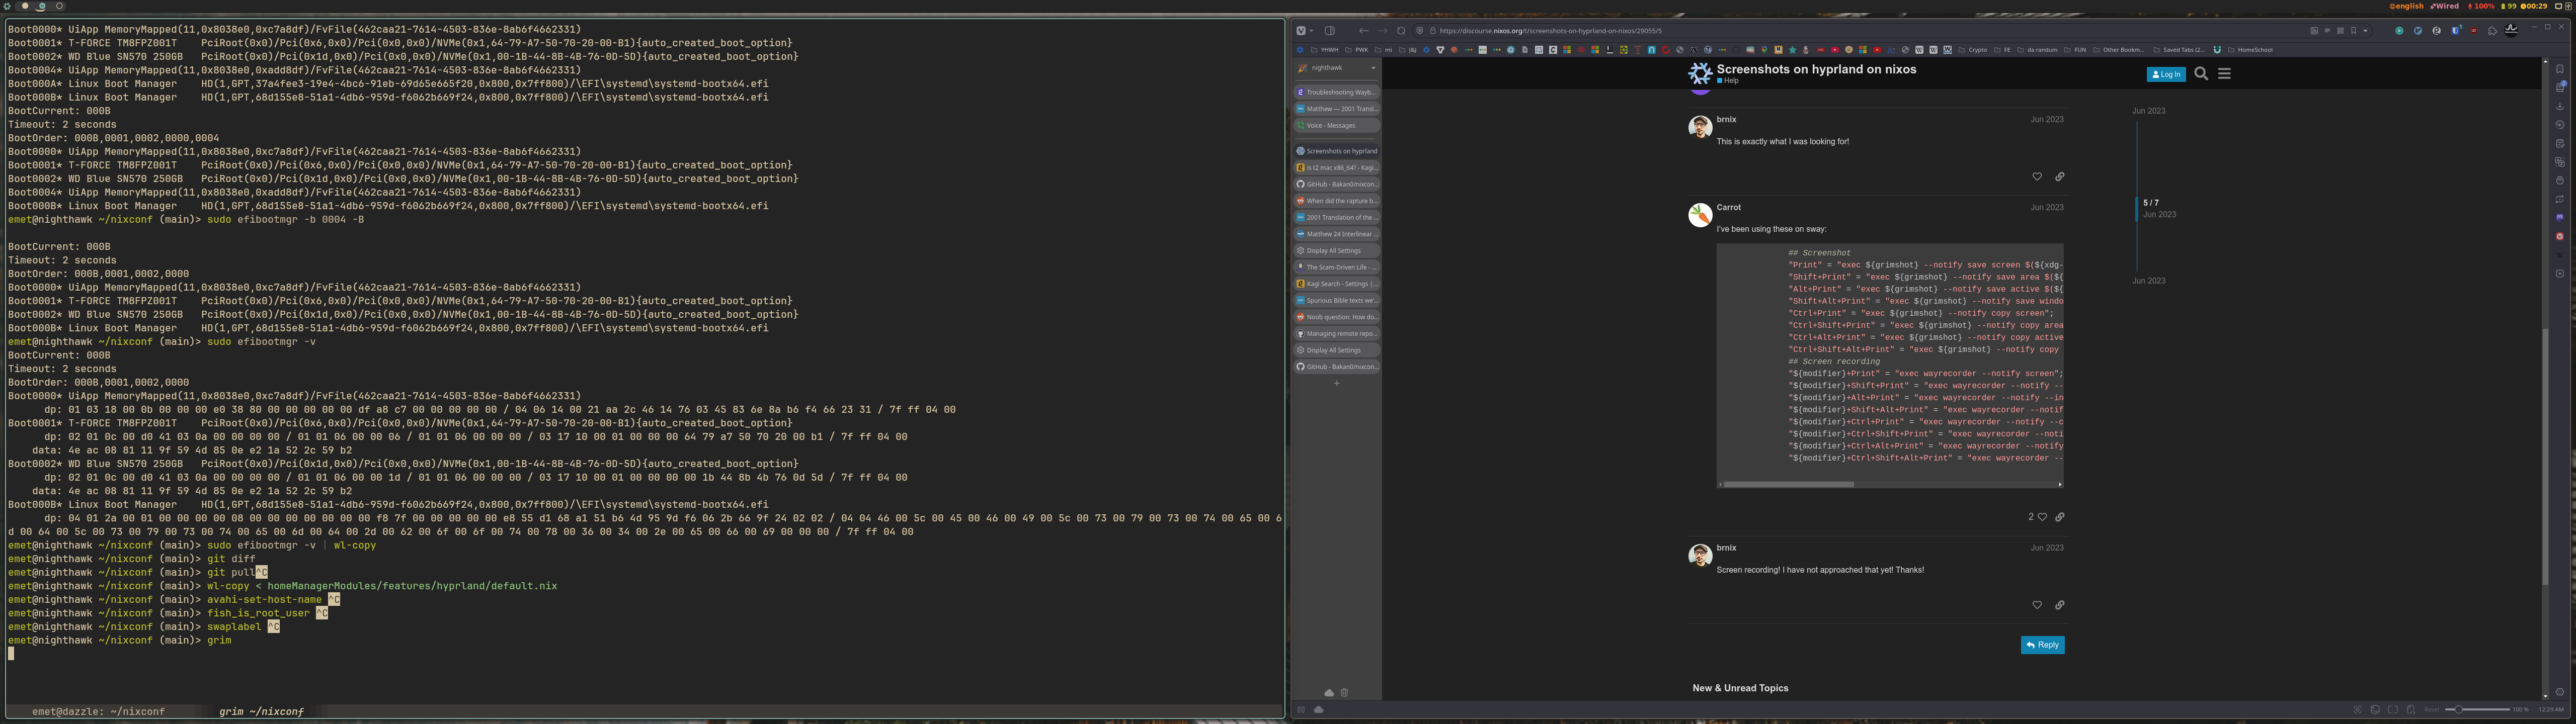 @english Wired 100% 99 00:29
Boot0000* UiApp MemoryMapped(11,0x8038e0,0xc7a8df)/FvFile(462caa21-7614-4503-836e-8ab6f4662331)
Boot0001* T-FORCE TM8FPZ001T    PciRoot(0x0)/Pci(0x6,0x0)/Pci(0x0,0x0)/NVMe(0x1,64-79-A7-50-70-20-00-B1){auto_created_boot_option}
Boot0002* WD Blue SN570 250GB   PciRoot(0x0)/Pci(0x1d,0x0)/Pci(0x0,0x0)/NVMe(0x1,00-1B-44-8B-4B-76-0D-5D){auto_created_boot_option}
Boot0004* UiApp MemoryMapped(11,0x8038e0,0xadd8df)/FvFile(462caa21-7614-4503-836e-8ab6f4662331)
Boot000A* Linux Boot Manager    HD(1,GPT,37a4fee3-19e4-4bc6-91eb-69d65e665f20,0x800,0x7ff800)/\EFI\systemd\systemd-bootx64.efi
Boot000B* Linux Boot Manager    HD(1,GPT,68d155e8-51a1-4db6-959d-f6062b669f24,0x800,0x7ff800)/\EFI\systemd\systemd-bootx64.efi
BootCurrent: 000B
Timeout: 2 seconds
BootOrder: 000B,0001,0002,0000,0004
Boot0000* UiApp MemoryMapped(11,0x8038e0,0xc7a8df)/FvFile(462caa21-7614-4503-836e-8ab6f4662331)
Boot0001* T-FORCE TM8FPZ001T    PciRoot(0x0)/Pci(0x6,0x0)/Pci(0x0,0x0)/NVMe(0x1,64-79-A7-50-70-20-00-B1){auto_created_boot_option}
Boot0002* WD Blue SN570 250GB   PciRoot(0x0)/Pci(0x1d,0x0)/Pci(0x0,0x0)/NVMe(0x1,00-1B-44-8B-4B-76-0D-5D){auto_created_boot_option}
Boot0004* UiApp MemoryMapped(11,0x8038e0,0xadd8df)/FvFile(462caa21-7614-4503-836e-8ab6f4662331)
Boot000B* Linux Boot Manager    HD(1,GPT,68d155e8-51a1-4db6-959d-f6062b669f24,0x800,0x7ff800)/\EFI\systemd\systemd-bootx64.efi
emet@nighthawk ~/nixconf (main)> sudo efibootmgr -b 0004 -B
BootCurrent: 000B
Timeout: 2 seconds
BootOrder: 000B,0001,0002,0000
Boot0000* UiApp MemoryMapped(11,0x8038e0,0xc7a8df)/FvFile(462caa21-7614-4503-836e-8ab6f4662331)
Boot0001* T-FORCE TM8FPZ001T    PciRoot(0x0)/Pci(0x6,0x0)/Pci(0x0,0x0)/NVMe(0x1,64-79-A7-50-70-20-00-B1){auto_created_boot_option}
Boot0002* WD Blue SN570 250GB   PciRoot(0x0)/Pci(0x1d,0x0)/Pci(0x0,0x0)/NVMe(0x1,00-1B-44-8B-4B-76-0D-5D){auto_created_boot_option}
Boot000B* Linux Boot Manager    HD(1,GPT,68d155e8-51a1-4db6-959d-f6062b669f24,0x800,0x7ff800)/\EFI\systemd\systemd-bootx64.efi
emet@nighthawk ~/nixconf (main)> sudo efibootmgr -v
BootCurrent: 000B
Timeout: 2 seconds
BootOrder: 000B,0001,0002,0000
Boot0000* UiApp MemoryMapped(11,0x8038e0,0xc7a8df)/FvFile(462caa21-7614-4503-836e-8ab6f4662331)
dp: 01 03 18 00 0b 00 00 00 e0 38 80 00 00 00 00 00 df a8 c7 00 00 00 00 00 / 04 06 14 00 21 aa 2c 46 14 76 03 45 83 6e 8a b6 f4 66 23 31 / 7f ff 04 00
Boot0001* T-FORCE TM8FPZ001T    PciRoot(0x0)/Pci(0x6,0x0)/Pci(0x0,0x0)/NVMe(0x1,64-79-A7-50-70-20-00-B1){auto_created_boot_option}
dp: 02 01 0c 00 d0 41 03 0a 00 00 00 00 / 01 01 06 00 00 06 / 01 01 06 00 00 00 / 03 17 10 00 01 00 00 00 64 79 a7 50 70 20 00 b1 / 7f ff 04 00
data: 4e ac 08 81 11 9f 59 4d 85 0e e2 1a 52 2c 59 b2
Boot0002* WD Blue SN570 250GB   PciRoot(0x0)/Pci(0x1d,0x0)/Pci(0x0,0x0)/NVMe(0x1,00-1B-44-8B-4B-76-0D-5D){auto_created_boot_option}
dp: 02 01 0c 00 d0 41 03 0a 00 00 00 00 / 01 01 06 00 00 1d / 01 01 06 00 00 00 / 03 17 10 00 01 00 00 00 00 1b 44 8b 4b 76 0d 5d / 7f ff 04 00
data: 4e ac 08 81 11 9f 59 4d 85 0e e2 1a 52 2c 59 b2
Boot000B* Linux Boot Manager    HD(1,GPT,68d155e8-51a1-4db6-959d-f6062b669f24,0x800,0x7ff800)/\EFI\systemd\systemd-bootx64.efi
dp: 04 01 2a 00 01 00 00 00 00 08 00 00 00 00 00 00 00 f8 7f 00 00 00 00 00 e8 55 d1 68 a1 51 b6 4d 95 9d f6 06 2b 66 9f 24 02 02 / 04 04 46 00 5c 00 45 00 46 00 49 00 5c 00 73 00 79 00 73 00 74 00 65 00 6
d 00 64 00 5c 00 73 00 79 00 73 00 74 00 65 00 6d 00 64 00 2d 00 62 00 6f 00 6f 00 74 00 78 00 36 00 34 00 2e 00 65 00 66 00 69 00 00 00 / 7f ff 04 00
emet@nighthawk ~/nixconf (main)> sudo efibootmgr -v | wl-copy
emet@nighthawk ~/nixconf (main)> git diff
emet@nighthawk ~/nixconf (main)> git pull^C
emet@nighthawk ~/nixconf (main)> wl-copy < homeManagerModules/features/hyprland/default.nix
emet@nighthawk ~/nixconf (main)> avahi-set-host-name ^C
emet@nighthawk ~/nixconf (main)> fish_is_root_user ^C
emet@nighthawk ~/nixconf (main)> swaplabel ^C
emet@nighthawk ~/nixconf (main)> grim
emet@dazzle: ~/nixconf    grim ~/nixconf
https://discourse.nixos.org/t/screenshots-on-hyprland-on-nixos/29055/5
YHWH PWK mi J&J Crypto FE da random FUN Other Bookm... Saved Tabs (2... HomeSchool
nighthawk
Troubleshooting Wayb...
Matthew — 2001 Transl...
Voice - Messages
Screenshots on hyprland
is t2 mac x86_64? - Kagi...
GitHub - Bakan0/nixcon...
When did the rapture b...
2001 Translation of the ...
Matthew 24 Interlinear ...
Display All Settings
The Scam-Driven Life - ...
Kagi Search - Settings |...
Spurious Bible texts we'...
Noob question: How do...
Managing remote repo...
Display All Settings
GitHub - Bakan0/nixcon...
Screenshots on hyprland on nixos
Help
Log In
brnix
Jun 2023
This is exactly what I was looking for!
Carrot
Jun 2023
I've been using these on sway:
## Screenshot
"Print" = "exec ${grimshot} --notify save screen $(${xdg-
"Shift+Print" = "exec ${grimshot} --notify save area $(${
"Alt+Print" = "exec ${grimshot} --notify save active $(${
"Shift+Alt+Print" = "exec ${grimshot} --notify save windo
"Ctrl+Print" = "exec ${grimshot} --notify copy screen";
"Ctrl+Shift+Print" = "exec ${grimshot} --notify copy area
"Ctrl+Alt+Print" = "exec ${grimshot} --notify copy active
"Ctrl+Shift+Alt+Print" = "exec ${grimshot} --notify copy
## Screen recording
"${modifier}+Print" = "exec wayrecorder --notify screen";
"${modifier}+Shift+Print" = "exec wayrecorder --notify --
"${modifier}+Alt+Print" = "exec wayrecorder --notify --in
"${modifier}+Shift+Alt+Print" = "exec wayrecorder --notif
"${modifier}+Ctrl+Print" = "exec wayrecorder --notify --c
"${modifier}+Ctrl+Shift+Print" = "exec wayrecorder --noti
"${modifier}+Ctrl+Alt+Print" = "exec wayrecorder --notify
"${modifier}+Ctrl+Shift+Alt+Print" = "exec wayrecorder --
2
brnix
Jun 2023
Screen recording! I have not approached that yet! Thanks!
Reply
New & Unread Topics
Jun 2023
5 / 7
Jun 2023
Jun 2023
Reset 100 % 12:29 AM